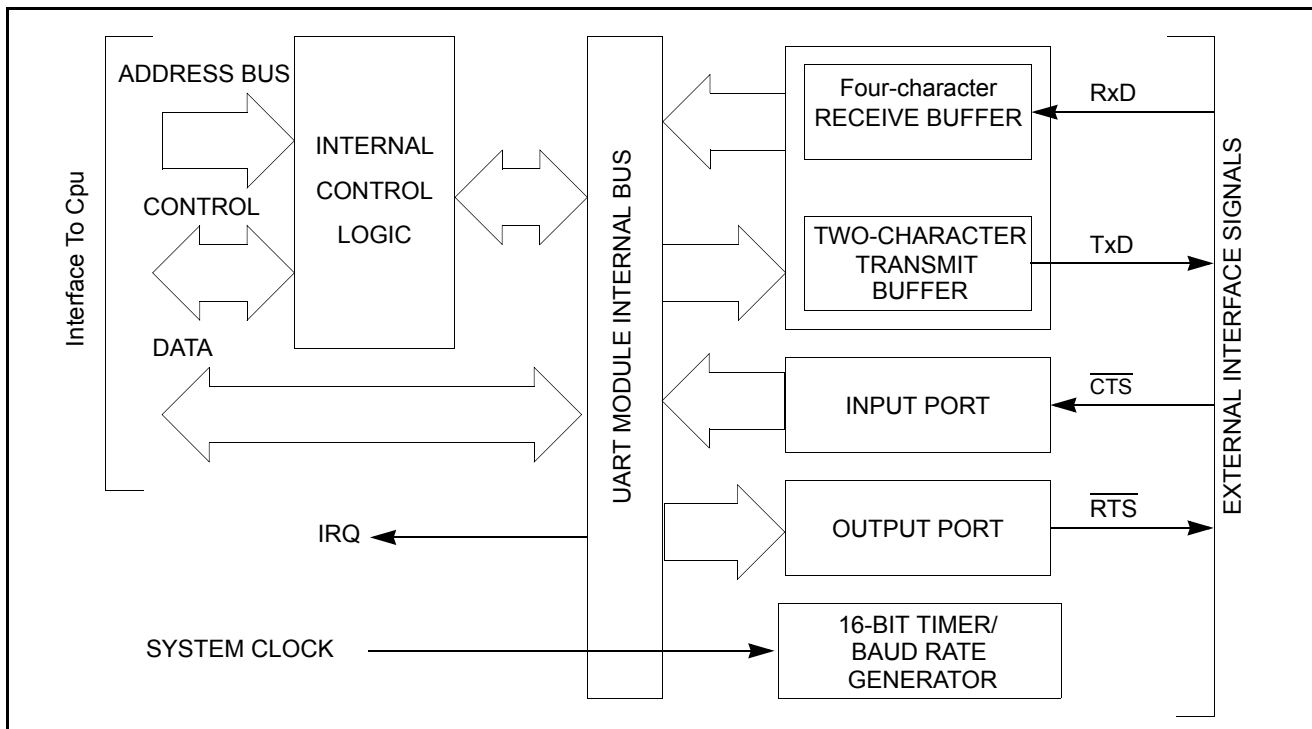 Interface To Cpu
ADDRESS BUS
CONTROL
DATA
INTERNAL
CONTROL
LOGIC
IRQ
SYSTEM CLOCK
UART MODULE INTERNAL BUS
Four-character
RECEIVE BUFFER
TWO-CHARACTER
TRANSMIT
BUFFER
INPUT PORT
OUTPUT PORT
16-BIT TIMER/
BAUD RATE
GENERATOR
RxD
TxD
C̅T̅S̅
R̅T̅S̅
EXTERNAL INTERFACE SIGNALS